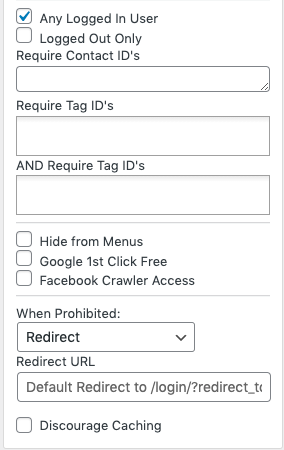 Any Logged In User
Logged Out Only
Require Contact ID's
Require Tag ID's
AND Require Tag ID's
Hide from Menus
Google 1st Click Free
Facebook Crawler Access
When Prohibited:
Redirect
Redirect URL
Default Redirect to /login/?redirect_to
Discourage Caching